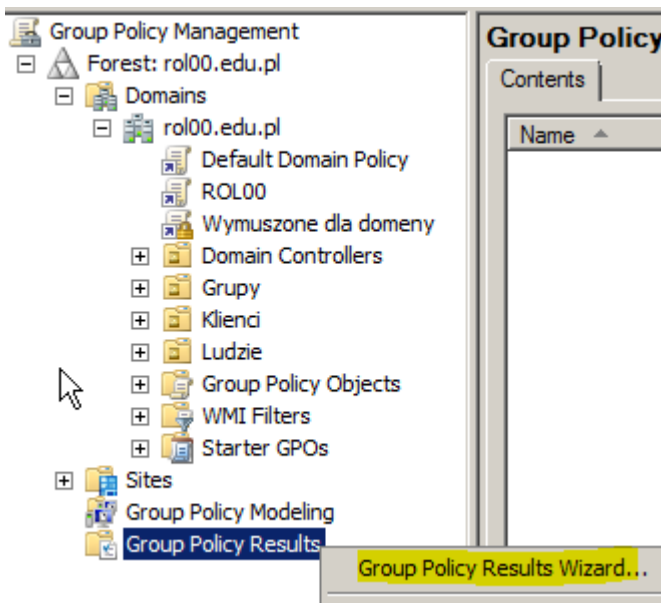 Group Policy Management
Forest: rol00.edu.pl
Domains
rol00.edu.pl
Default Domain Policy
ROL00
Wymuszone dla domeny
Domain Controllers
Grupy
Klienci
Ludzie
Group Policy Objects
WMI Filters
Starter GPOs
Sites
Group Policy Modeling
Group Policy Results
Group Policy
Contents
Name
Group Policy Results Wizard...